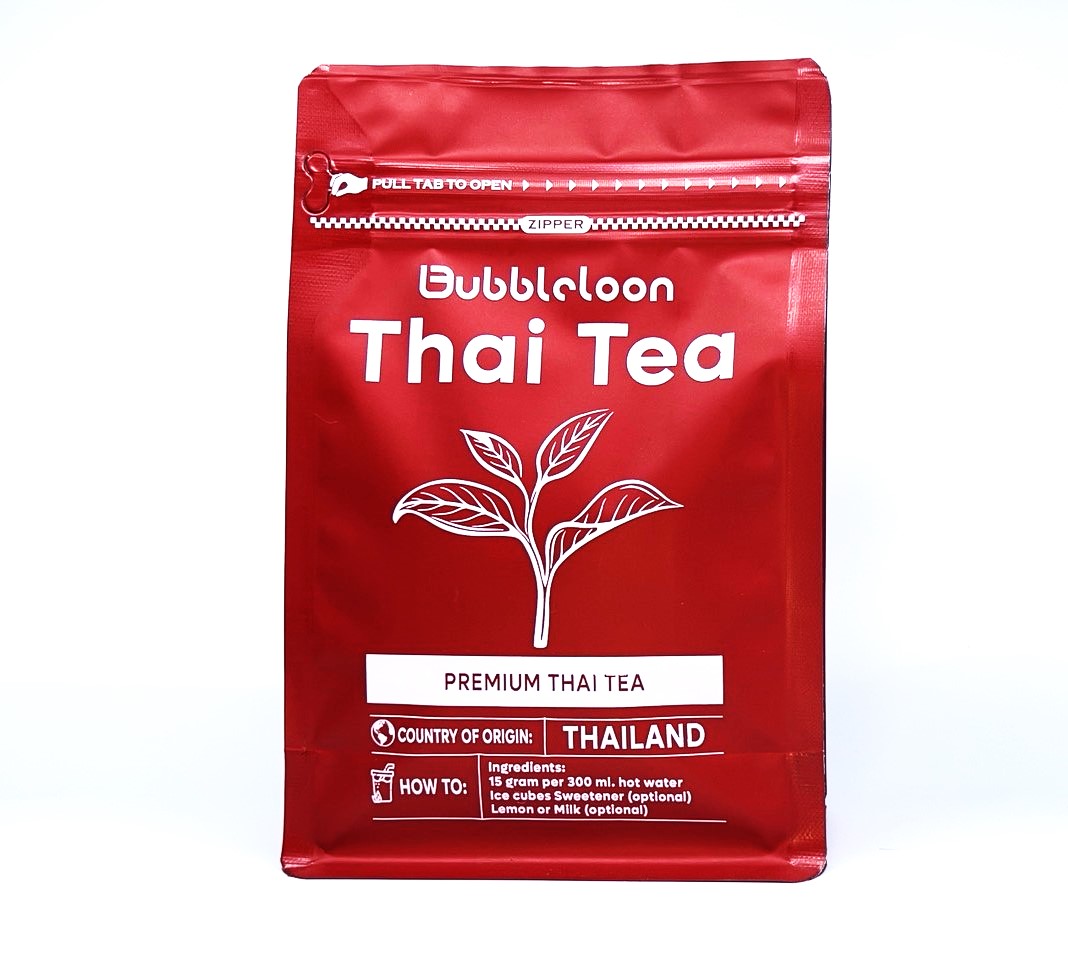 PULL TAB TO OPEN
ZIPPER
Bubbleloon
Thai Tea
PREMIUM THAI TEA
COUNTRY OF ORIGIN: THAILAND
HOW TO:
Ingredients:
15 gram per 300 ml. hot water
Ice cubes Sweetener (optional)
Lemon or Milk (optional)